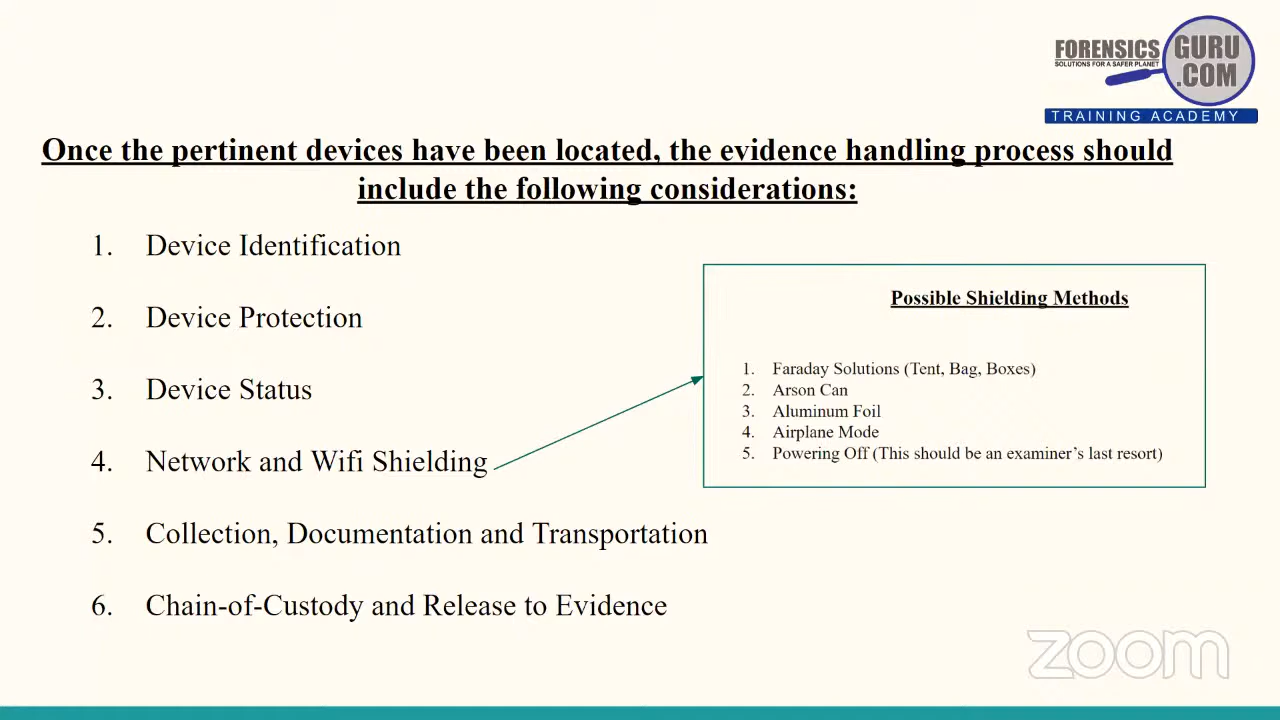 FORENSICS
SOLUTIONS FOR A SAFER PLANET
GURU
.COM
TRAINING ACADEMY
Once the pertinent devices have been located, the evidence handling process should
include the following considerations:
1. Device Identification
2. Device Protection
3. Device Status
4. Network and Wifi Shielding
5. Collection, Documentation and Transportation
6. Chain-of-Custody and Release to Evidence
Possible Shielding Methods
1. Faraday Solutions (Tent, Bag, Boxes)
2. Arson Can
3. Aluminum Foil
4. Airplane Mode
5. Powering Off (This should be an examiner's last resort)
zoom